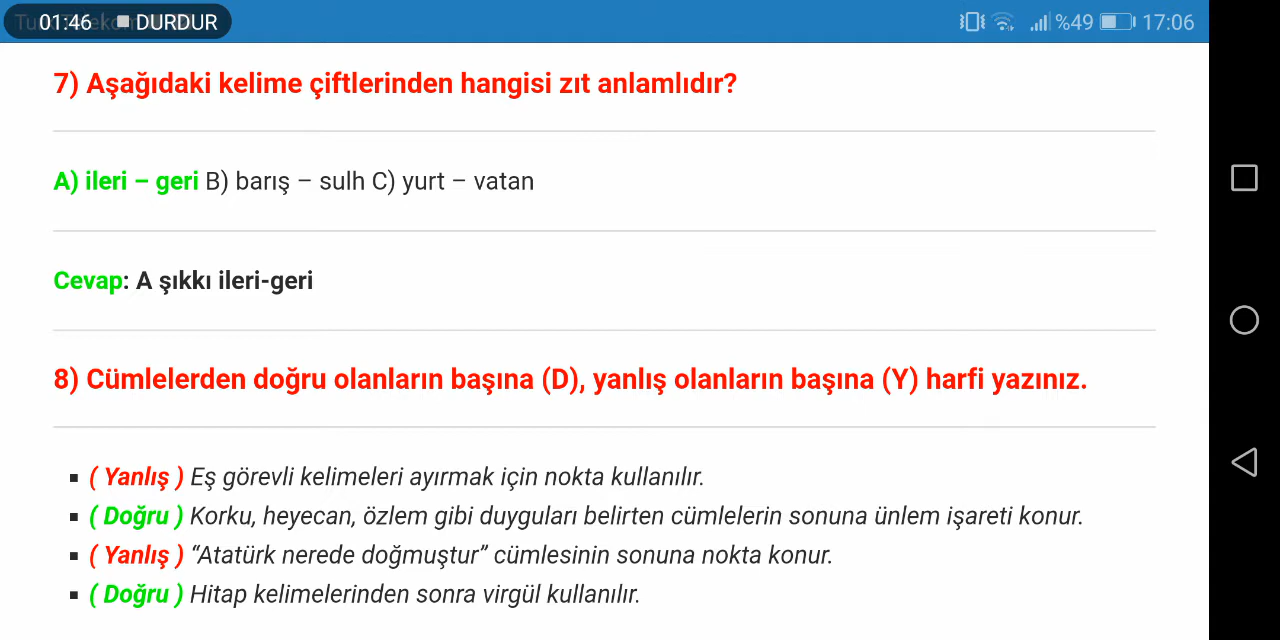 01:46 DURDUR %49 17:06
7) Aşağıdaki kelime çiftlerinden hangisi zıt anlamlıdır?
A) ileri – geri B) barış – sulh C) yurt – vatan
Cevap: A şıkkı ileri-geri
8) Cümlelerden doğru olanların başına (D), yanlış olanların başına (Y) harfi yazınız.
▪ ( Yanlış ) Eş görevli kelimeleri ayırmak için nokta kullanılır.
▪ ( Doğru ) Korku, heyecan, özlem gibi duyguları belirten cümlelerin sonuna ünlem işareti konur.
▪ ( Yanlış ) “Atatürk nerede doğmuştur” cümlesinin sonuna nokta konur.
▪ ( Doğru ) Hitap kelimelerinden sonra virgül kullanılır.